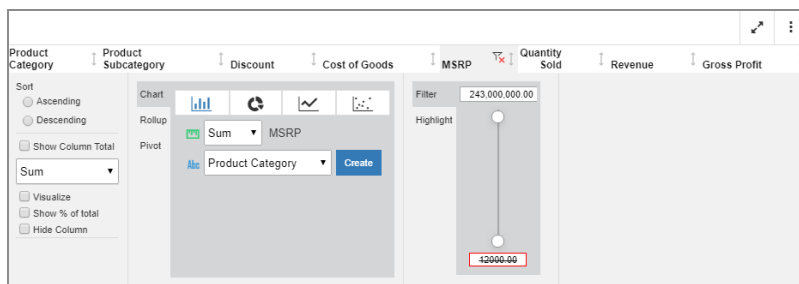 Product Category
Product Subcategory
Discount
Cost of Goods
MSRP
Quantity Sold
Revenue
Gross Profit
Sort
Ascending
Descending
Show Column Total
Sum
Visualize
Show % of total
Hide Column
Chart
Rollup
Pivot
Sum MSRP
Abc Product Category Create
Filter 243,000,000.00
Highlight
12000.00